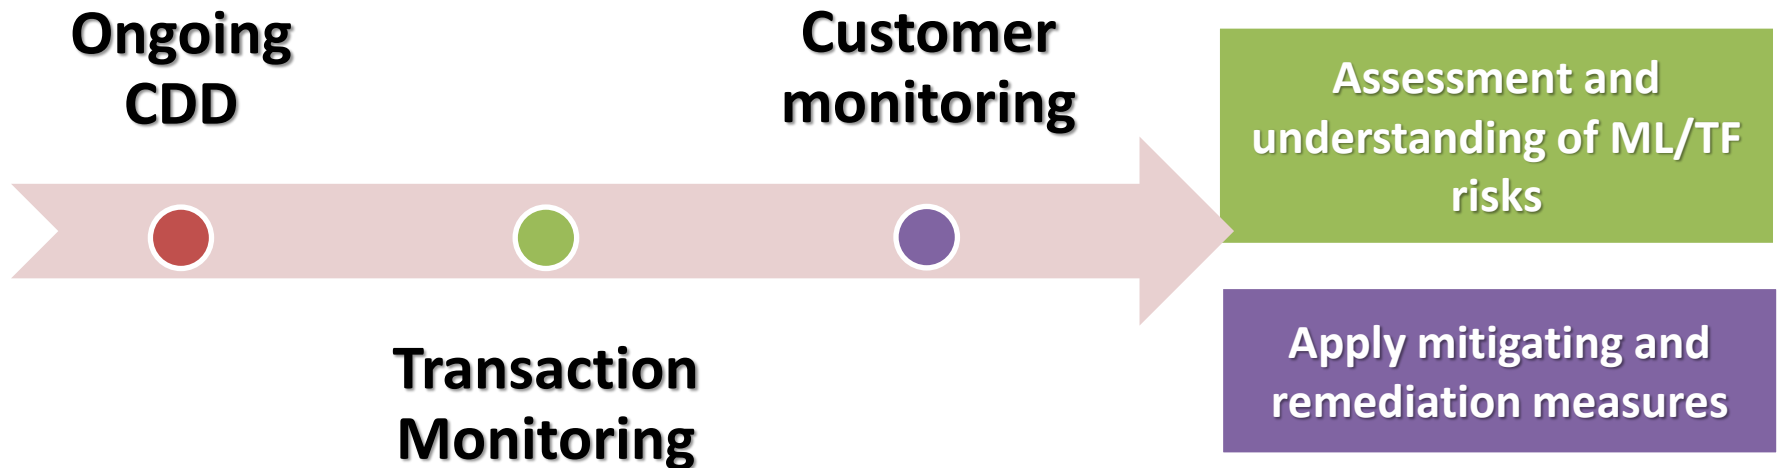 Ongoing
CDD
Transaction
Monitoring
Customer
monitoring
Assessment and
understanding of ML/TF
risks
Apply mitigating and
remediation measures